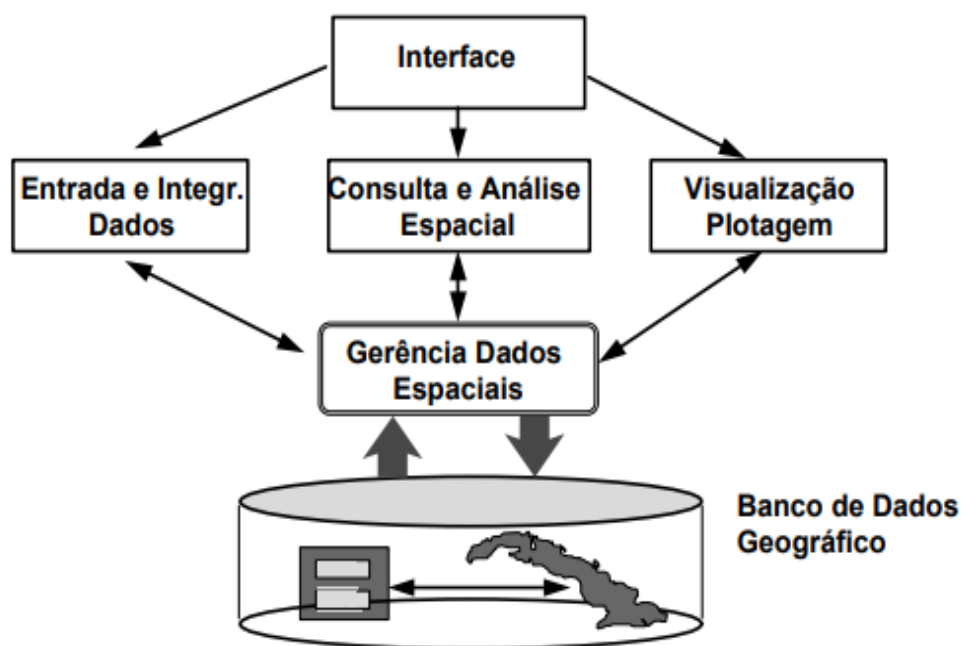 Interface
Entrada e Integr.
Dados
Consulta e Análise
Espacial
Visualização
Plotagem
Gerência Dados
Espaciais
Banco de Dados
Geográfico